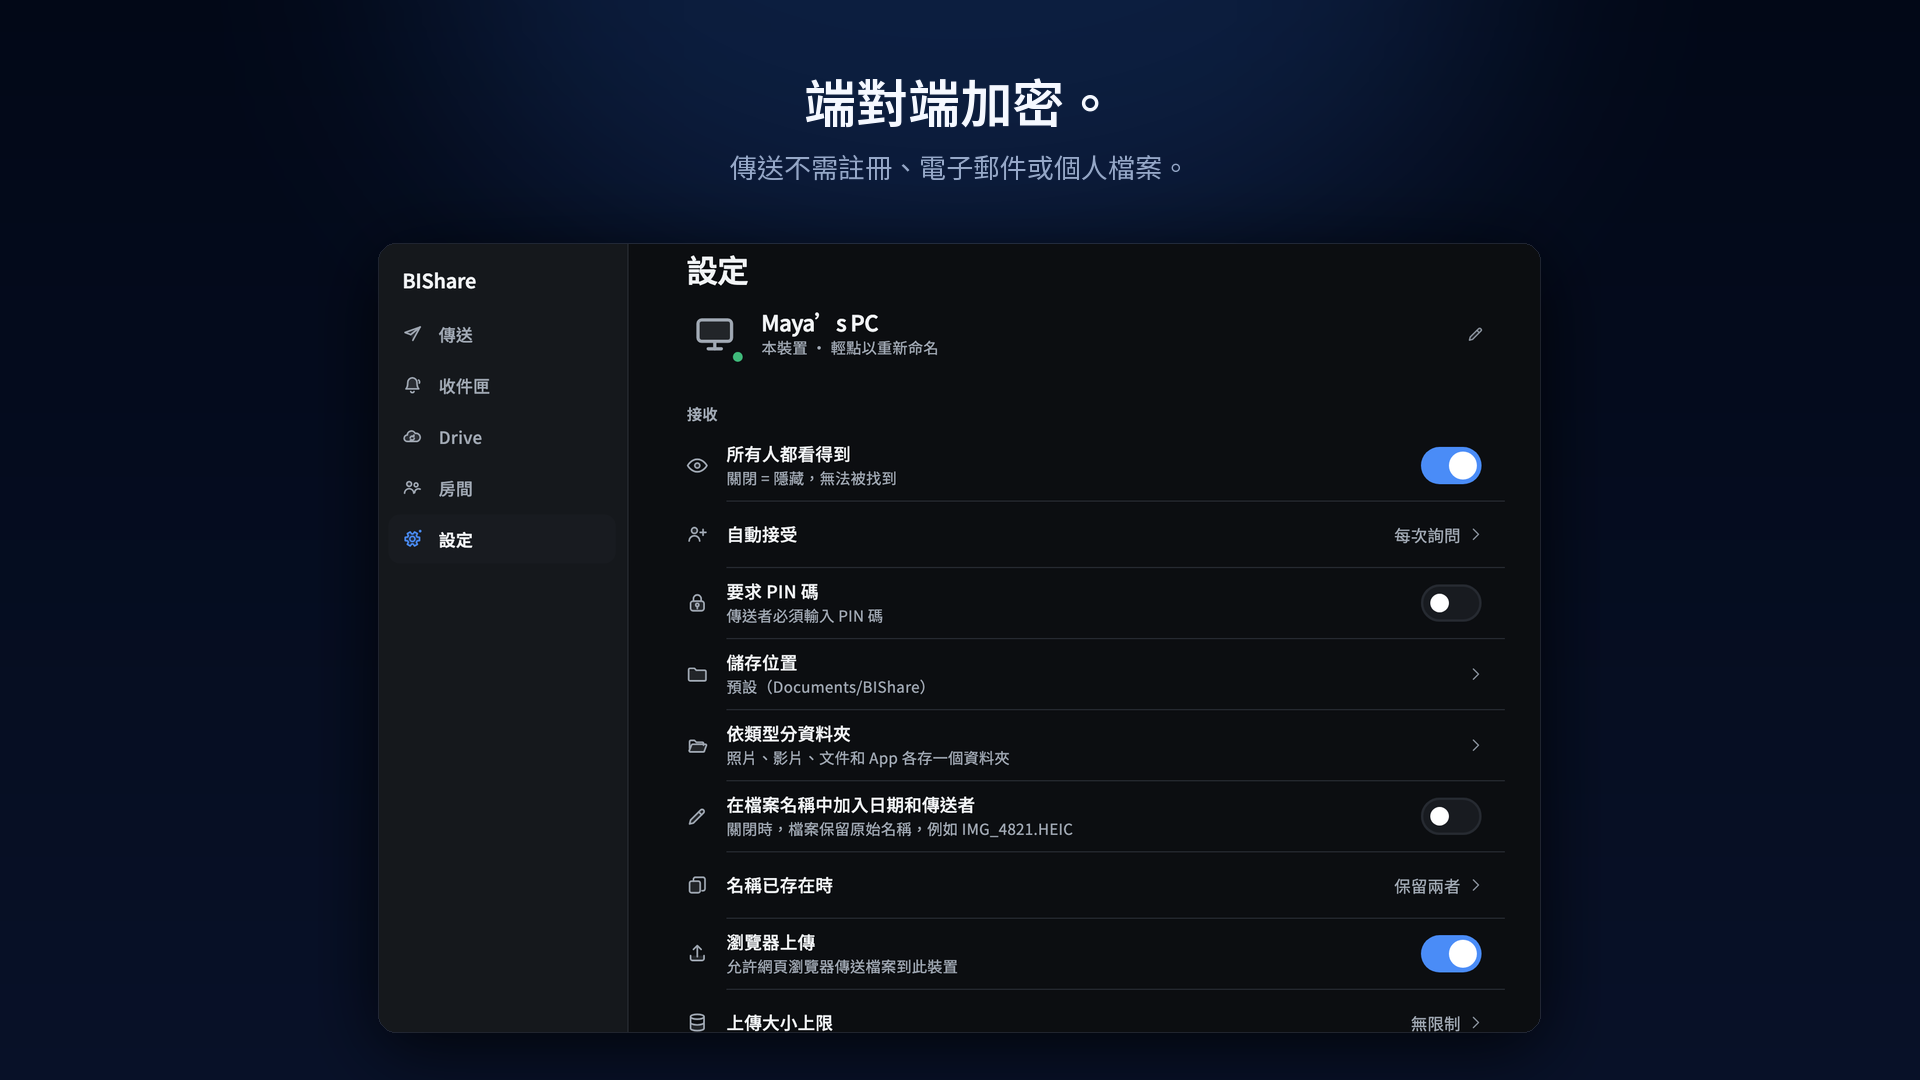 端對端加密。
傳送不需註冊、電子郵件或個人檔案。
BIShare
傳送
收件匣
Drive
房間
設定
設定
Maya’s PC
本裝置 · 輕點以重新命名
接收
所有人都看得到
關閉 = 隱藏，無法被找到
自動接受
每次詢問
要求 PIN 碼
傳送者必須輸入 PIN 碼
儲存位置
預設（Documents/BIShare）
依類型分資料夾
照片、影片、文件和 App 各存一個資料夾
在檔案名稱中加入日期和傳送者
關閉時，檔案保留原始名稱，例如 IMG_4821.HEIC
名稱已存在時
保留兩者
瀏覽器上傳
允許網頁瀏覽器傳送檔案到此裝置
上傳大小上限
無限制